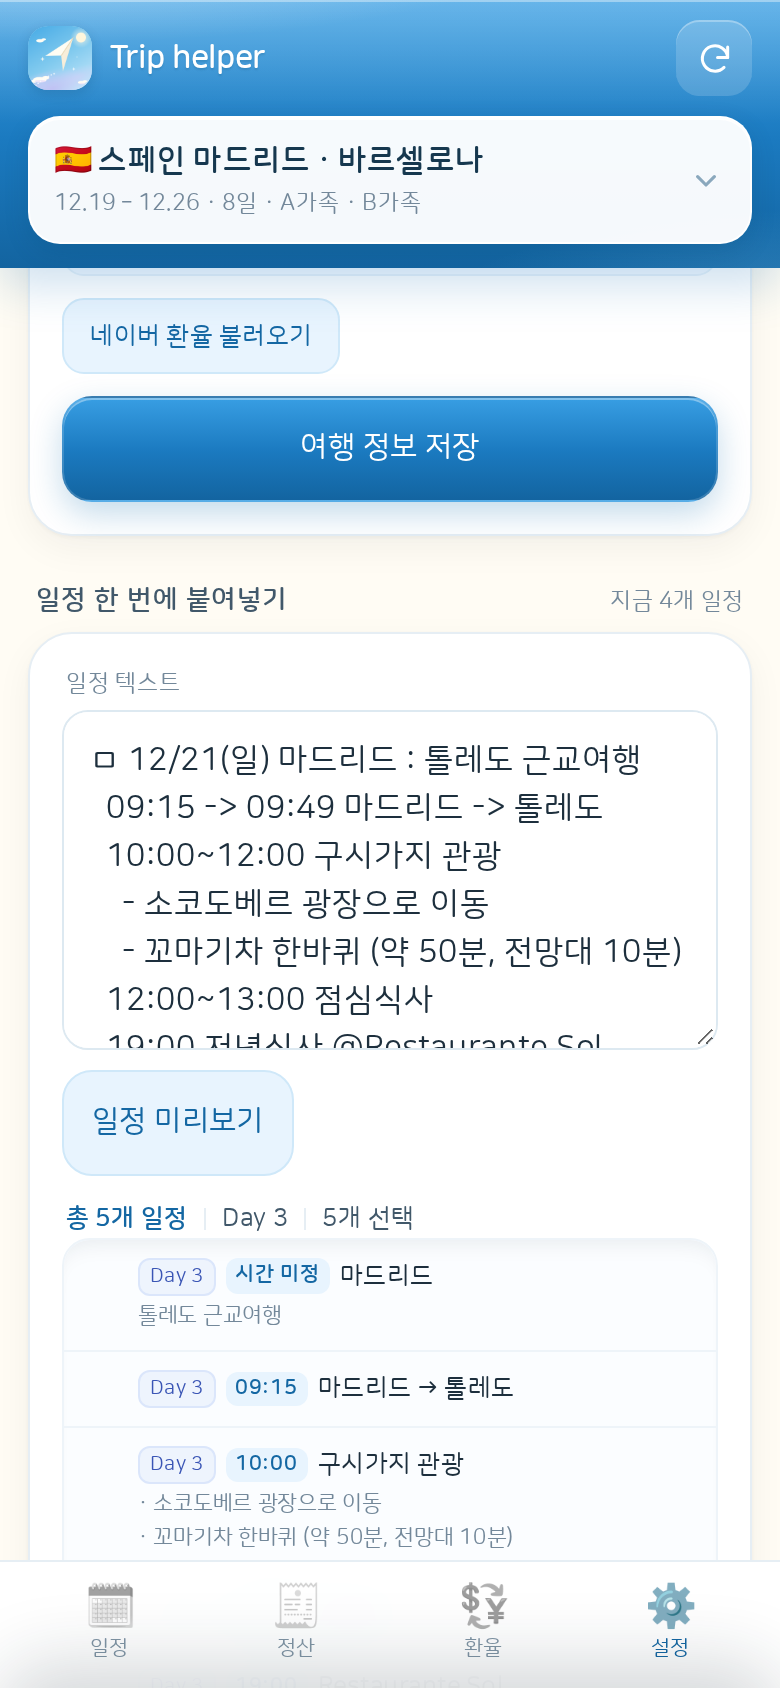 Trip helper
🇪🇸 스페인 마드리드 · 바르셀로나
12.19 – 12.26 · 8일 · A가족 · B가족
네이버 환율 불러오기
여행 정보 저장
일정 한 번에 붙여넣기
지금 4개 일정
일정 텍스트
ㅁ 12/21(일) 마드리드 : 톨레도 근교여행
09:15 -> 09:49 마드리드 -> 톨레도
10:00~12:00 구시가지 관광
- 소코도베르 광장으로 이동
- 꼬마기차 한바퀴 (약 50분, 전망대 10분)
12:00~13:00 점심식사
19:00 저녁식사 @Restaurante Sol
일정 미리보기
총 5개 일정 | Day 3 | 5개 선택
Day 3 시간 미정 마드리드
톨레도 근교여행
Day 3 09:15 마드리드 → 톨레도
Day 3 10:00 구시가지 관광
· 소코도베르 광장으로 이동
· 꼬마기차 한바퀴 (약 50분, 전망대 10분)
일정
정산
환율
설정